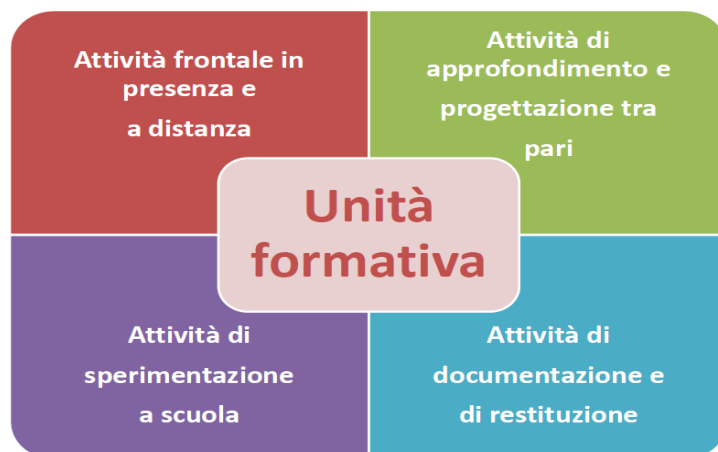 Attività frontale in
presenza e
a distanza
Attività di
approfondimento e
progettazione tra
pari
Unità
formativa
Attività di
sperimentazione
a scuola
Attività di
documentazione e
di restituzione